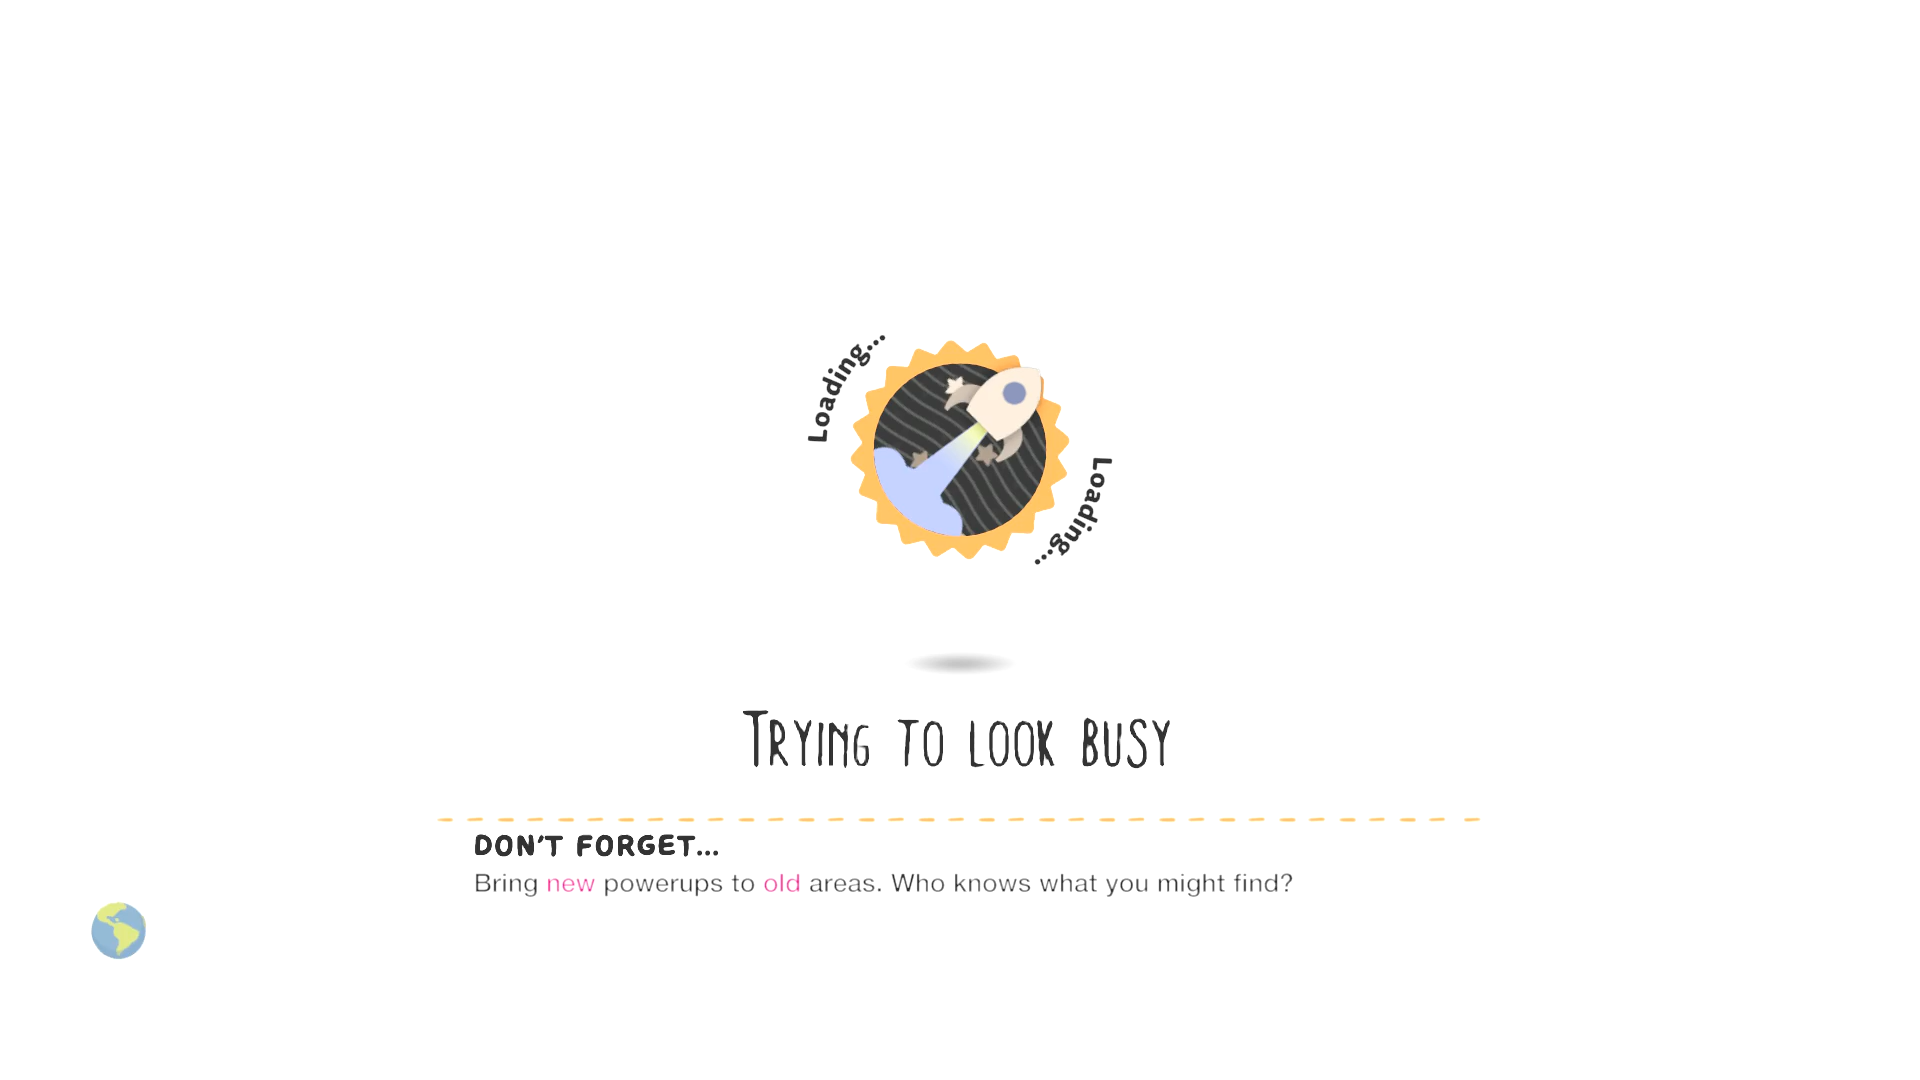 Loading...
Loading...
Trying to look busy
DON'T FORGET...
Bring new powerups to old areas. Who knows what you might find?